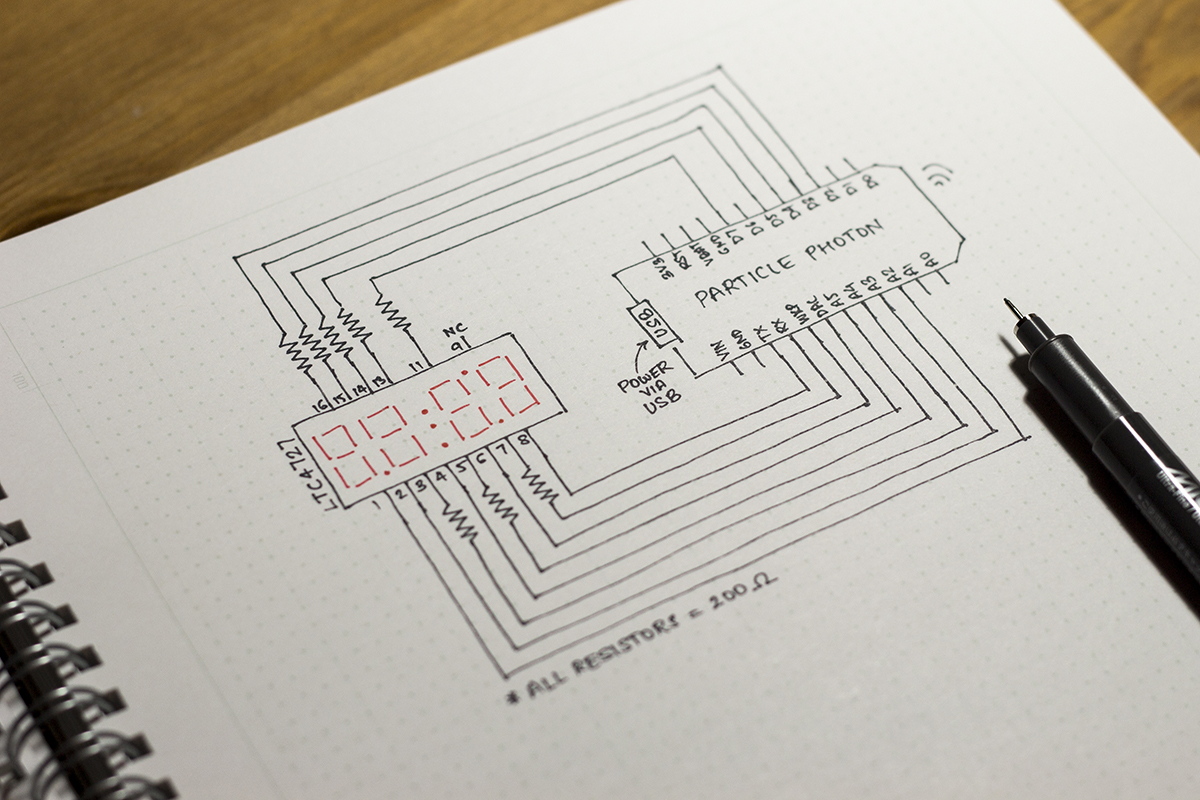 3V3 RST VBAT GND D7 D6 D5 D4 D3 D2 D1 D0
PARTICLE PHOTON
USB
VIN GND TX RX WKP DAC A5 A4 A3 A2 A1 A0
POWER
VIA
USB
NC
16 15 14 13 11 9
LTC4727
1 2 3 4 5 6 7 8
* ALL RESISTORS = 200 Ω